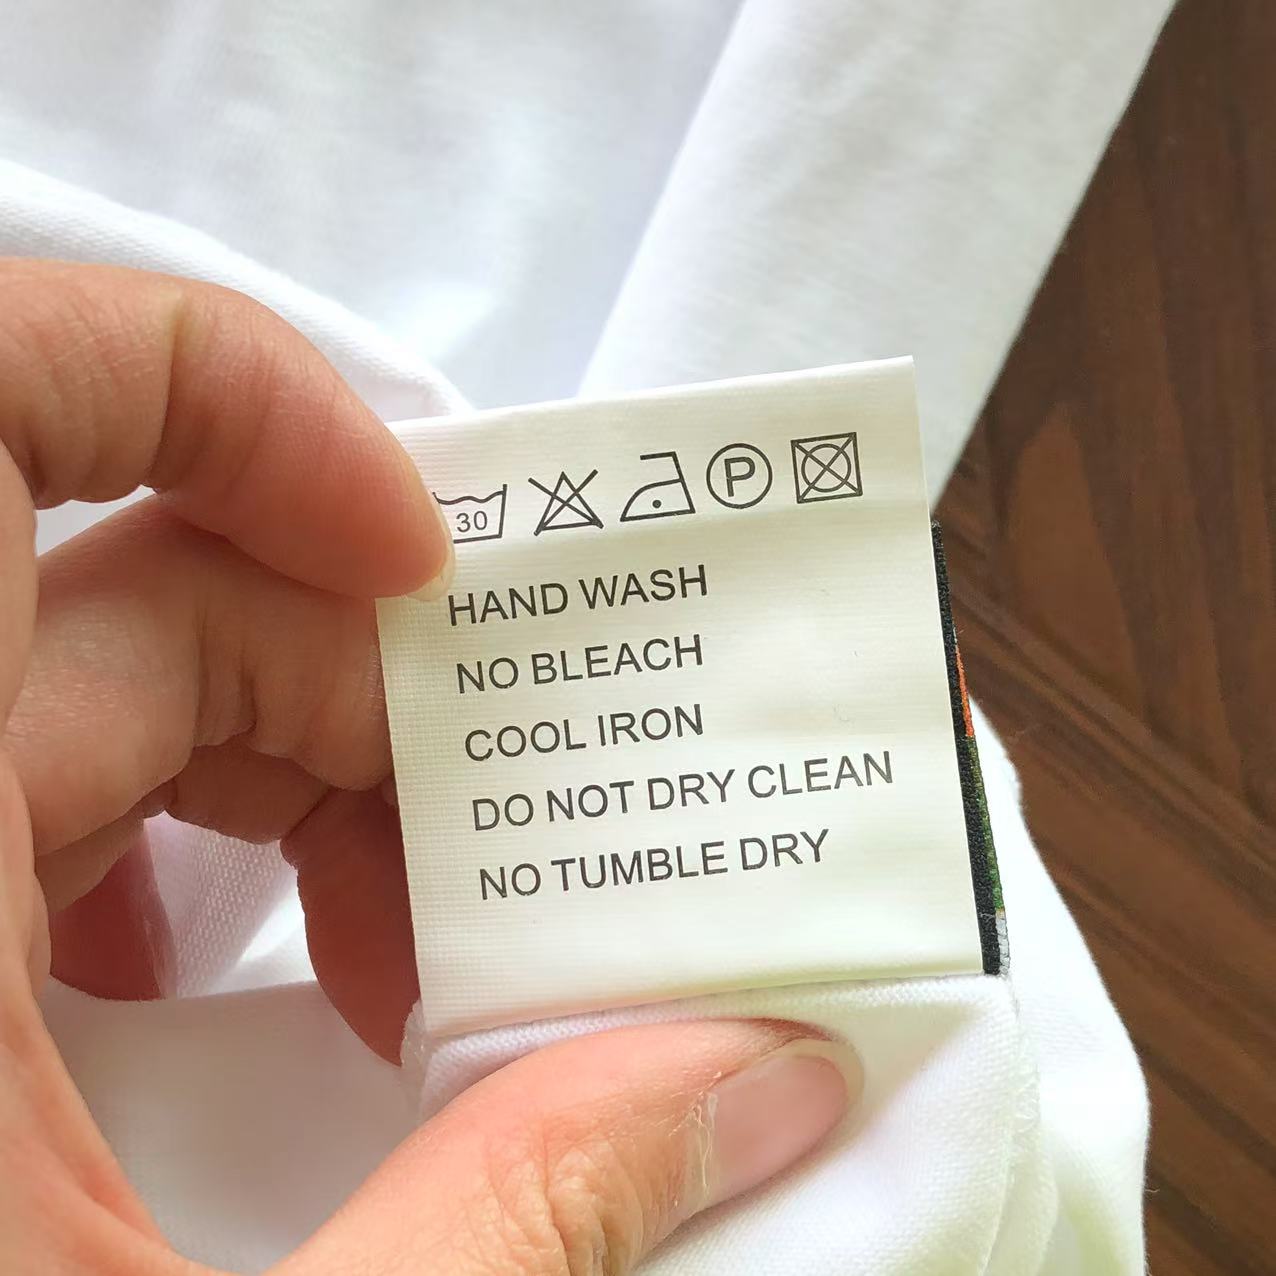 30 P
HAND WASH
NO BLEACH
COOL IRON
DO NOT DRY CLEAN
NO TUMBLE DRY